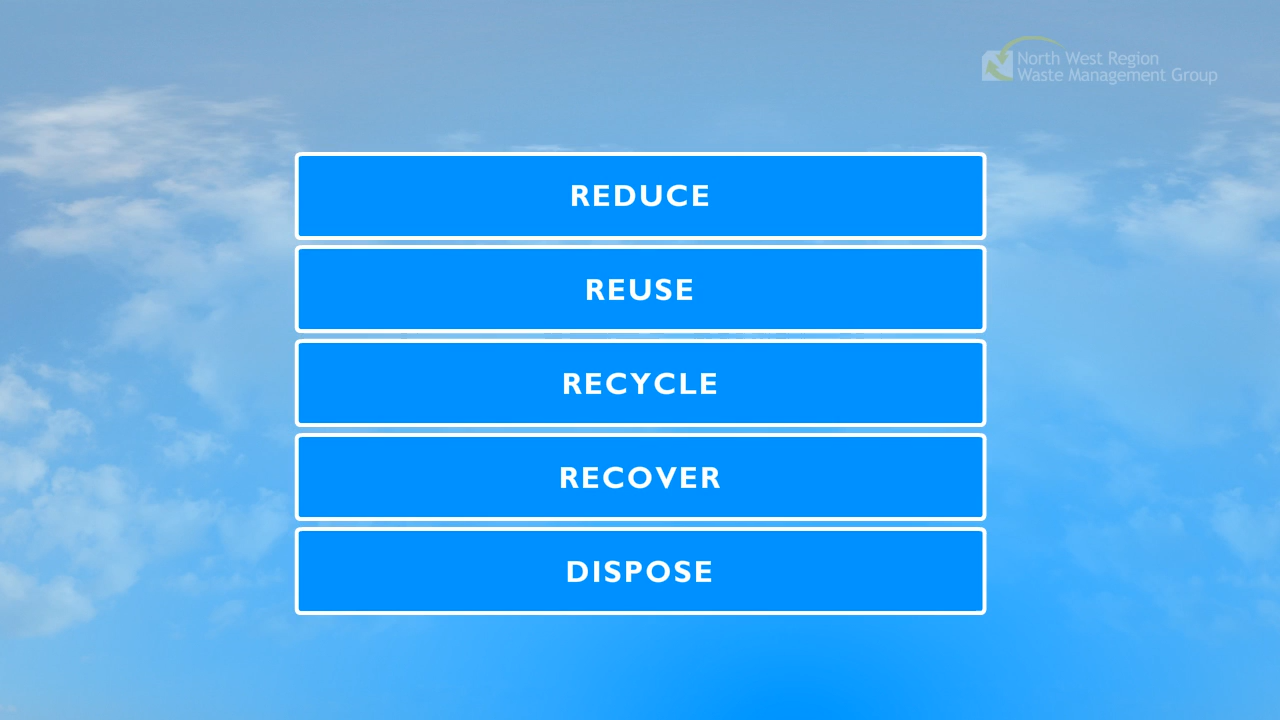 North West Region
Waste Management Group
REDUCE
REUSE
RECYCLE
RECOVER
DISPOSE